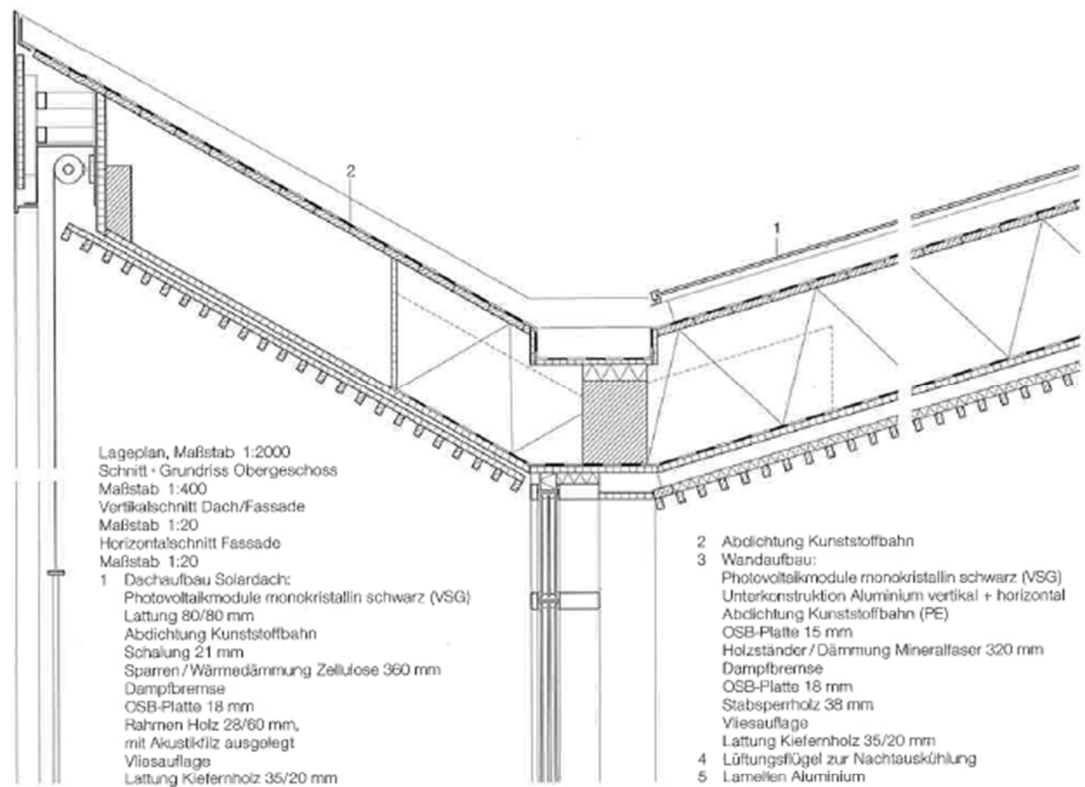 2
1
Lageplan, Maßstab 1:2000
Schnitt · Grundriss Obergeschoss
Maßstab 1:400
Vertikalschnitt Dach/Fassade
Maßstab 1:20
Horizontalschnitt Fassade
Maßstab 1:20
1 Dachaufbau Solardach:
Photovoltaikmodule monokristallin schwarz (VSG)
Lattung 80/80 mm
Abdichtung Kunststoffbahn
Schalung 21 mm
Sparren / Wärmedämmung Zellulose 360 mm
Dampfbremse
OSB-Platte 18 mm
Rahmen Holz 28/60 mm,
mit Akustikfilz ausgelegt
Vliesauflage
Lattung Kiefernholz 35/20 mm
2 Abdichtung Kunststoffbahn
3 Wandaufbau:
Photovoltaikmodule monokristallin schwarz (VSG)
Unterkonstruktion Aluminium vertikal + horizontal
Abdichtung Kunststoffbahn (PE)
OSB-Platte 15 mm
Holzständer / Dämmung Mineralfaser 320 mm
Dampfbremse
OSB-Platte 18 mm
Stabsperrholz 38 mm
Vliesauflage
Lattung Kiefernholz 35/20 mm
4 Lüftungsflügel zur Nachtauskühlung
5 Lamellen Aluminium